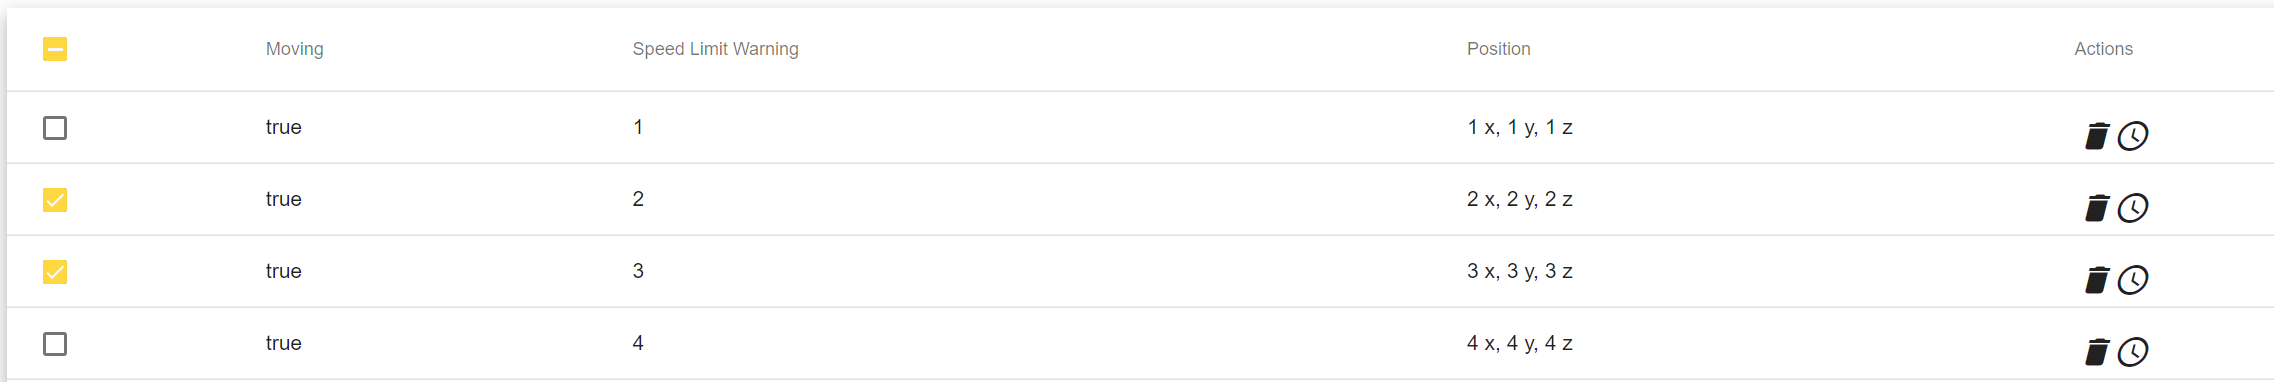 Moving Speed Limit Warning Position Actions
true 1 1 x, 1 y, 1 z
true 2 2 x, 2 y, 2 z
true 3 3 x, 3 y, 3 z
true 4 4 x, 4 y, 4 z